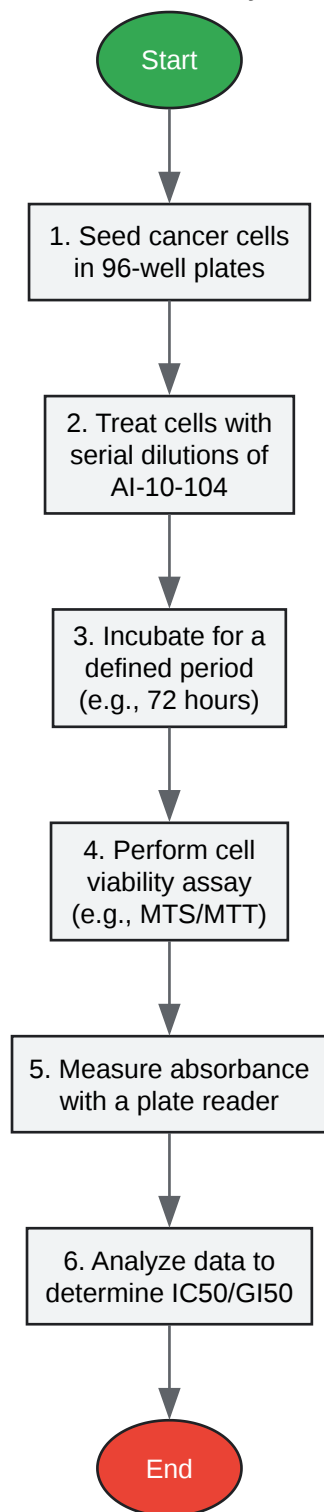 Start
1. Seed cancer cells
in 96-well plates
2. Treat cells with
serial dilutions of
AI-10-104
3. Incubate for a
defined period
(e.g., 72 hours)
4. Perform cell
viability assay
(e.g., MTS/MTT)
5. Measure absorbance
with a plate reader
6. Analyze data to
determine IC50/GI50
End